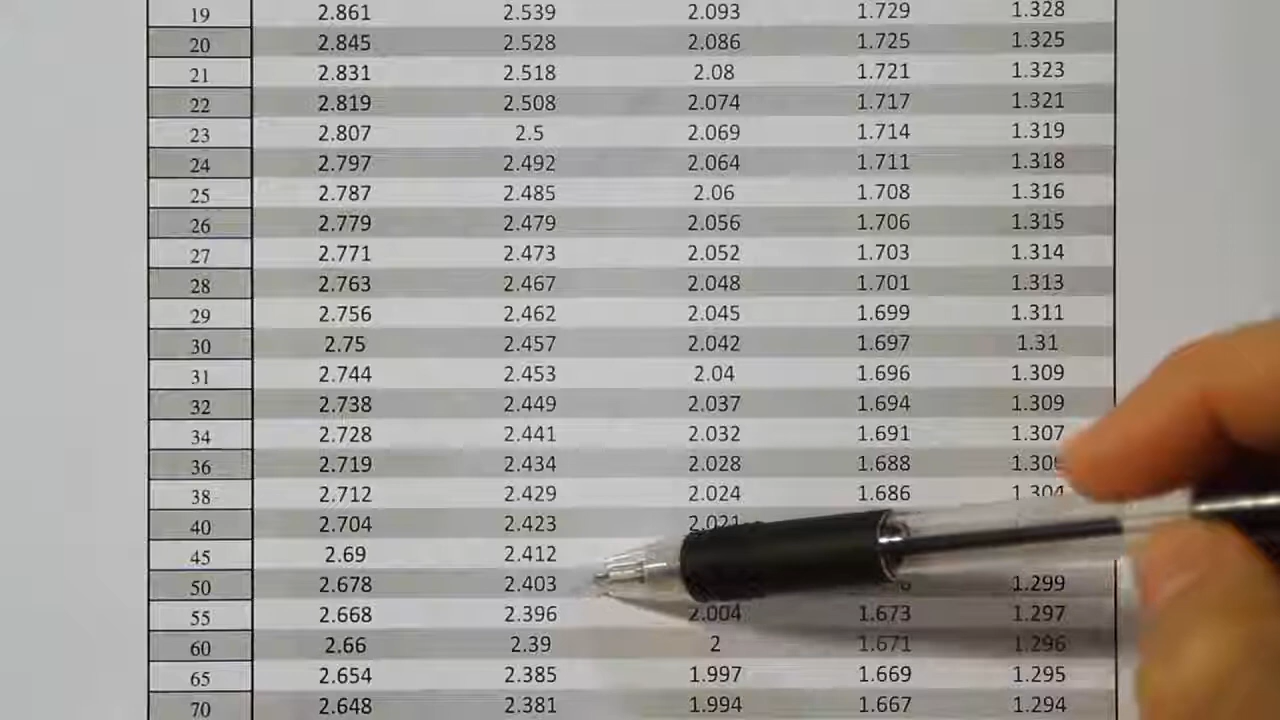 19 2.861 2.539 2.093 1.729 1.328
20 2.845 2.528 2.086 1.725 1.325
21 2.831 2.518 2.08 1.721 1.323
22 2.819 2.508 2.074 1.717 1.321
23 2.807 2.5 2.069 1.714 1.319
24 2.797 2.492 2.064 1.711 1.318
25 2.787 2.485 2.06 1.708 1.316
26 2.779 2.479 2.056 1.706 1.315
27 2.771 2.473 2.052 1.703 1.314
28 2.763 2.467 2.048 1.701 1.313
29 2.756 2.462 2.045 1.699 1.311
30 2.75 2.457 2.042 1.697 1.31
31 2.744 2.453 2.04 1.696 1.309
32 2.738 2.449 2.037 1.694 1.309
34 2.728 2.441 2.032 1.691 1.307
36 2.719 2.434 2.028 1.688
38 2.712 2.429 2.024 1.686 1.304
40 2.704 2.423 2.021
45 2.69 2.412
50 2.678 2.403 1.299
55 2.668 2.396 2.004 1.673 1.297
60 2.66 2.39 2 1.671 1.296
65 2.654 2.385 1.997 1.669 1.295
70 2.648 2.381 1.994 1.667 1.294